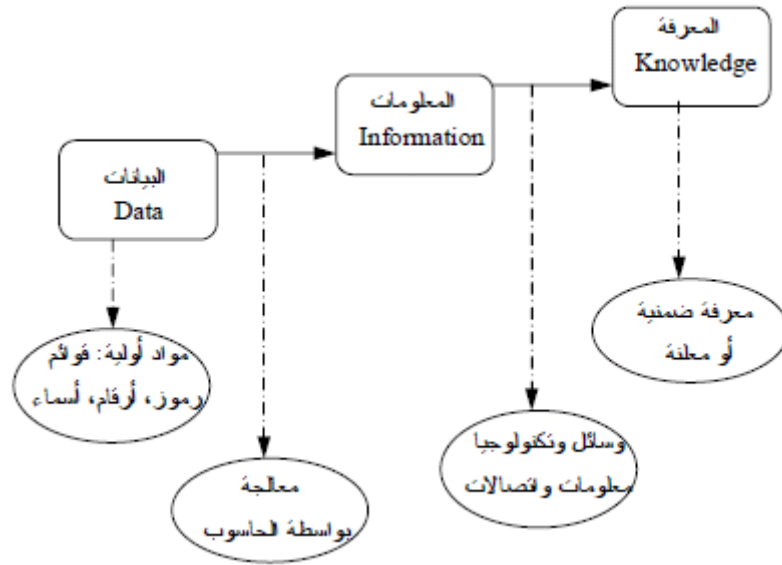 المعرفة
Knowledge
المعلومات
Information
البيانات
Data
معرفة ضمنية
أو معلنة
مواد أولية: قوائم
رموز، أرقام، أسماء
وسائل وتكنولوجيا
معلومات واتصالات
معالجة
بواسطة الحاسوب